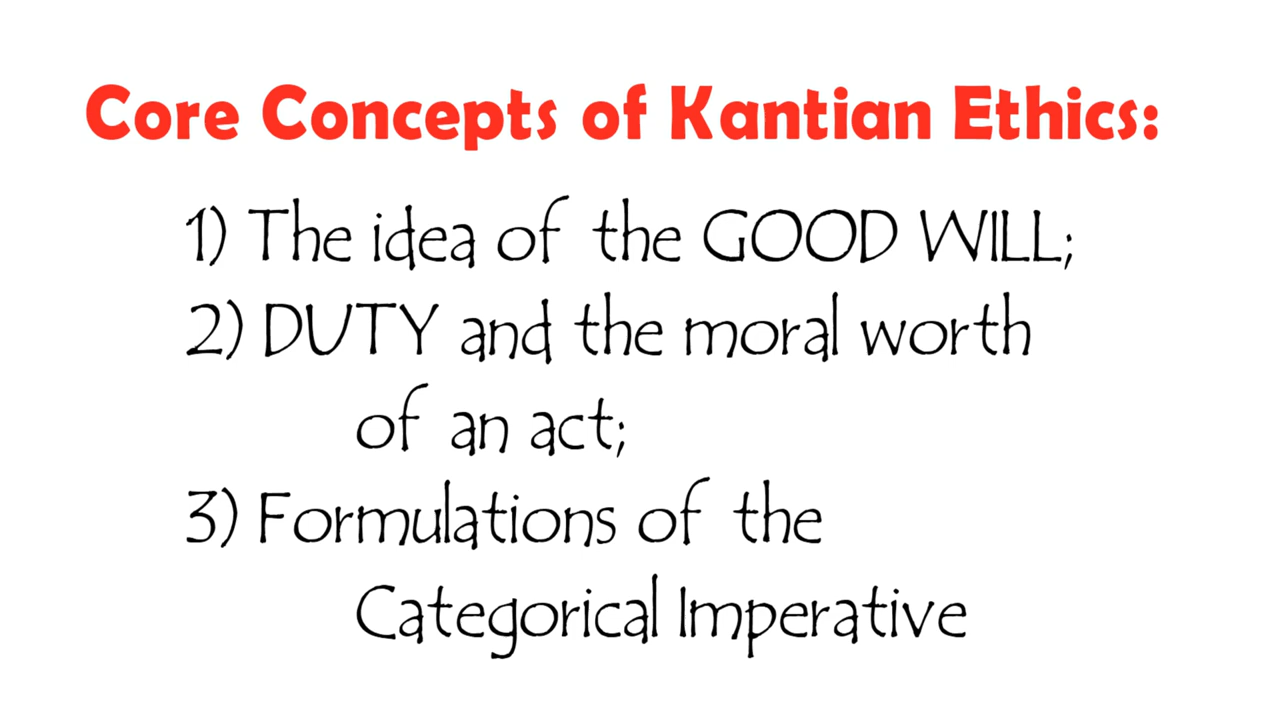 Core Concepts of Kantian Ethics:
1) The idea of the GOOD WILL;
2) DUTY and the moral worth
of an act;
3) Formulations of the
Categorical Imperative